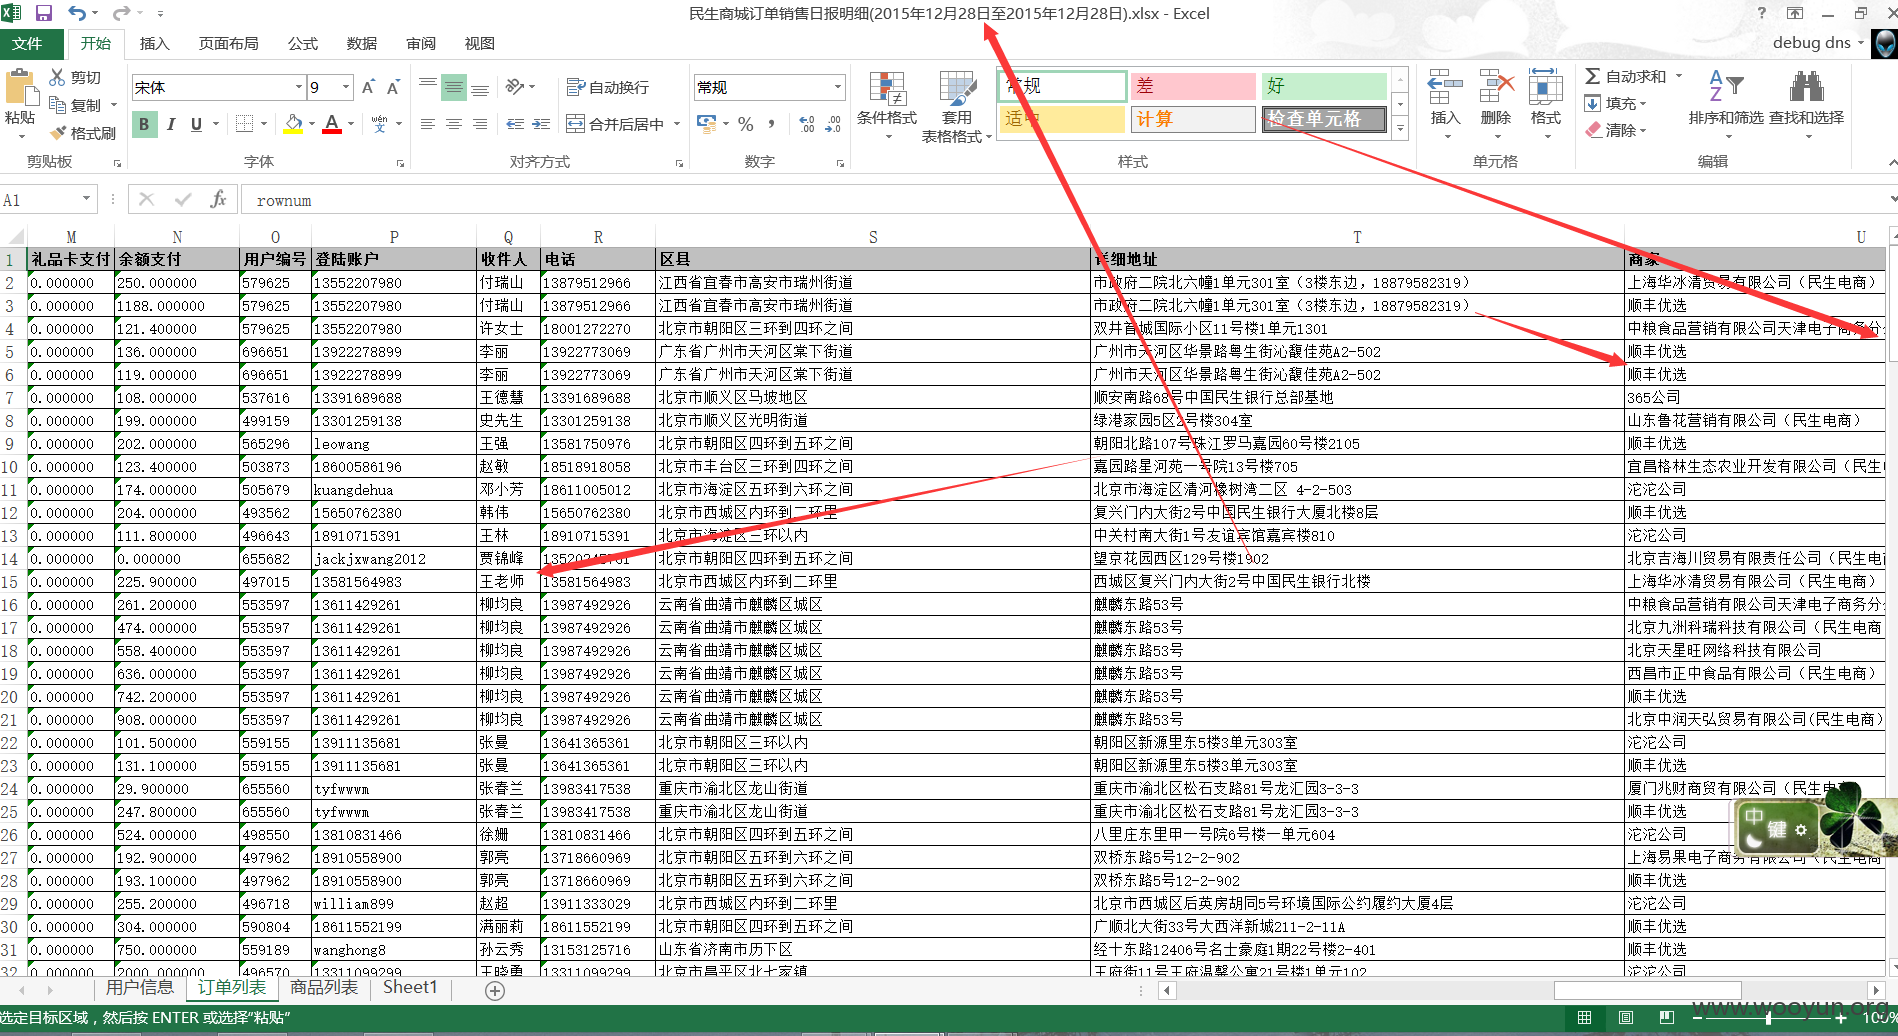 民生商城订单销售日报明细(2015年12月28日至2015年12月28日).xlsx - Excel
文件 开始 插入 页面布局 公式 数据 审阅 视图 debug dns
粘贴 剪切 复制 格式刷 剪贴板
宋体 9 B I U A wén 文 字体
自动换行 合并后居中 对齐方式
常规 % 数字
条件格式 套用 表格格式 常规 差 好 适中 计算 检查单元格 样式
插入 删除 格式 单元格
自动求和 填充 清除 排序和筛选 查找和选择 编辑
A1 fx rownum
M N O P Q R S T U
1 礼品卡支付 余额支付 用户编号 登陆账户 收件人 电话 区县 详细地址 商家
2 0.000000 250.000000 579625 13552207980 付瑞山 13879512966 江西省宜春市高安市瑞州街道 市政府二院北六幢1单元301室（3楼东边，18879582319） 上海华冰清贸易有限公司（民生电商）
3 0.000000 1188.000000 579625 13552207980 付瑞山 13879512966 江西省宜春市高安市瑞州街道 市政府二院北六幢1单元301室（3楼东边，18879582319） 顺丰优选
4 0.000000 121.400000 579625 13552207980 许女士 18001272270 北京市朝阳区三环到四环之间 双井首城国际小区11号楼1单元1301 中粮食品营销有限公司天津电子商务分
5 0.000000 136.000000 696651 13922278899 李丽 13922773069 广东省广州市天河区棠下街道 广州市天河区华景路粤生街沁馥佳苑A2-502 顺丰优选
6 0.000000 119.000000 696651 13922278899 李丽 13922773069 广东省广州市天河区棠下街道 广州市天河区华景路粤生街沁馥佳苑A2-502 顺丰优选
7 0.000000 108.000000 537616 13391689688 王德慧 13391689688 北京市顺义区马坡地区 顺安南路68号中国民生银行总部基地 365公司
8 0.000000 199.000000 499159 13301259138 史先生 13301259138 北京市顺义区光明街道 绿港家园5区2号楼304室 山东鲁花营销有限公司（民生电商）
9 0.000000 202.000000 565296 leowang 王强 13581750976 北京市朝阳区四环到五环之间 朝阳北路107号珠江罗马嘉园60号楼2105 顺丰优选
10 0.000000 123.400000 503873 18600586196 赵敏 18518918058 北京市丰台区三环到四环之间 嘉园路星河苑一号院13号楼705 宜昌格林生态农业开发有限公司（民生
11 0.000000 174.000000 505679 kuangdehua 邓小芳 18611005012 北京市海淀区五环到六环之间 北京市海淀区清河橡树湾二区 4-2-503 沱沱公司
12 0.000000 204.000000 493562 15650762380 韩伟 15650762380 北京市西城区内环到二环里 复兴门内大街2号中国民生银行大厦北楼8层 顺丰优选
13 0.000000 111.800000 496643 18910715391 王林 18910715391 北京市海淀区三环以内 中关村南大街1号友谊宾馆嘉宾楼810 沱沱公司
14 0.000000 0.000000 655682 jackjxwang2012 贾锦峰 北京市朝阳区四环到五环之间 望京花园西区129号楼1902 北京吉海川贸易有限责任公司（民生电
15 0.000000 225.900000 497015 13581564983 王老师 13581564983 北京市西城区内环到二环里 西城区复兴门内大街2号中国民生银行北楼 上海华冰清贸易有限公司（民生电商）
16 0.000000 261.200000 553597 13611429261 柳均良 13987492926 云南省曲靖市麒麟区城区 麒麟东路53号 中粮食品营销有限公司天津电子商务分
17 0.000000 474.000000 553597 13611429261 柳均良 13987492926 云南省曲靖市麒麟区城区 麒麟东路53号 北京九洲科瑞科技有限公司（民生电商
18 0.000000 558.400000 553597 13611429261 柳均良 13987492926 云南省曲靖市麒麟区城区 麒麟东路53号 北京天星旺网络科技有限公司
19 0.000000 636.000000 553597 13611429261 柳均良 13987492926 云南省曲靖市麒麟区城区 麒麟东路53号 西昌市正中食品有限公司（民生电商）
20 0.000000 742.200000 553597 13611429261 柳均良 13987492926 云南省曲靖市麒麟区城区 麒麟东路53号 顺丰优选
21 0.000000 908.000000 553597 13611429261 柳均良 13987492926 云南省曲靖市麒麟区城区 麒麟东路53号 北京中润天弘贸易有限公司(民生电商)
22 0.000000 101.500000 559155 13911135681 张曼 13641365361 北京市朝阳区三环以内 朝阳区新源里东5楼3单元303室 沱沱公司
23 0.000000 131.100000 559155 13911135681 张曼 13641365361 北京市朝阳区三环以内 朝阳区新源里东5楼3单元303室 顺丰优选
24 0.000000 29.900000 655560 tyfwwwm 张春兰 13983417538 重庆市渝北区龙山街道 重庆市渝北区松石支路81号龙汇园3-3-3 厦门兆财商贸有限公司（民生电
25 0.000000 247.800000 655560 tyfwwwm 张春兰 13983417538 重庆市渝北区龙山街道 重庆市渝北区松石支路81号龙汇园3-3-3 顺丰优选
26 0.000000 524.000000 498550 13810831466 徐姗 13810831466 北京市朝阳区四环到五环之间 八里庄东里甲一号院6号楼一单元604 沱沱公司
27 0.000000 192.900000 497962 18910558900 郭亮 13718660969 北京市朝阳区五环到六环之间 双桥东路5号12-2-902 上海易果电子商务有限公司（民生电商
28 0.000000 193.100000 497962 18910558900 郭亮 13718660969 北京市朝阳区五环到六环之间 双桥东路5号12-2-902 顺丰优选
29 0.000000 255.200000 496718 william899 赵超 13911333029 北京市西城区内环到二环里 北京市西城区后英房胡同5号环境国际公约履约大厦4层 沱沱公司
30 0.000000 304.000000 590804 18611552199 满丽莉 18611552199 北京市朝阳区四环到五环之间 广顺北大街33号大西洋新城211-2-11A 顺丰优选
31 0.000000 750.000000 559189 wanghong8 孙云秀 13153125716 山东省济南市历下区 经十东路12406号名士豪庭1期22号楼2-401 顺丰优选
32 0.000000 2000.000000 496570 13311099299 王晓勇 13311099299 北京市昌平区北七家镇 王府街11号王府温馨公寓21号楼1单元102 沱沱公司
中 键
用户信息 订单列表 商品列表 Sheet1
选定目标区域，然后按 ENTER 或选择"粘贴" 100%
www.wooyun.org